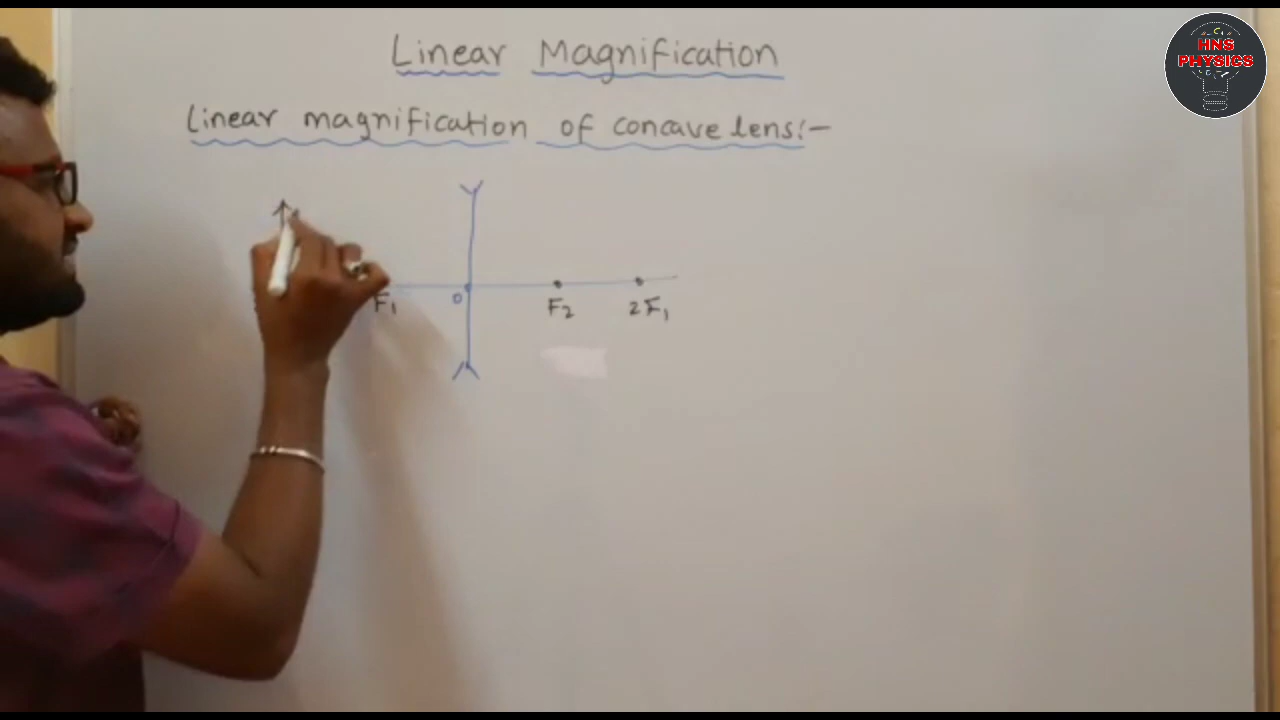 Linear Magnification
HNS
PHYSICS
Linear magnification of concave lens:-
F1 O F2 2F1